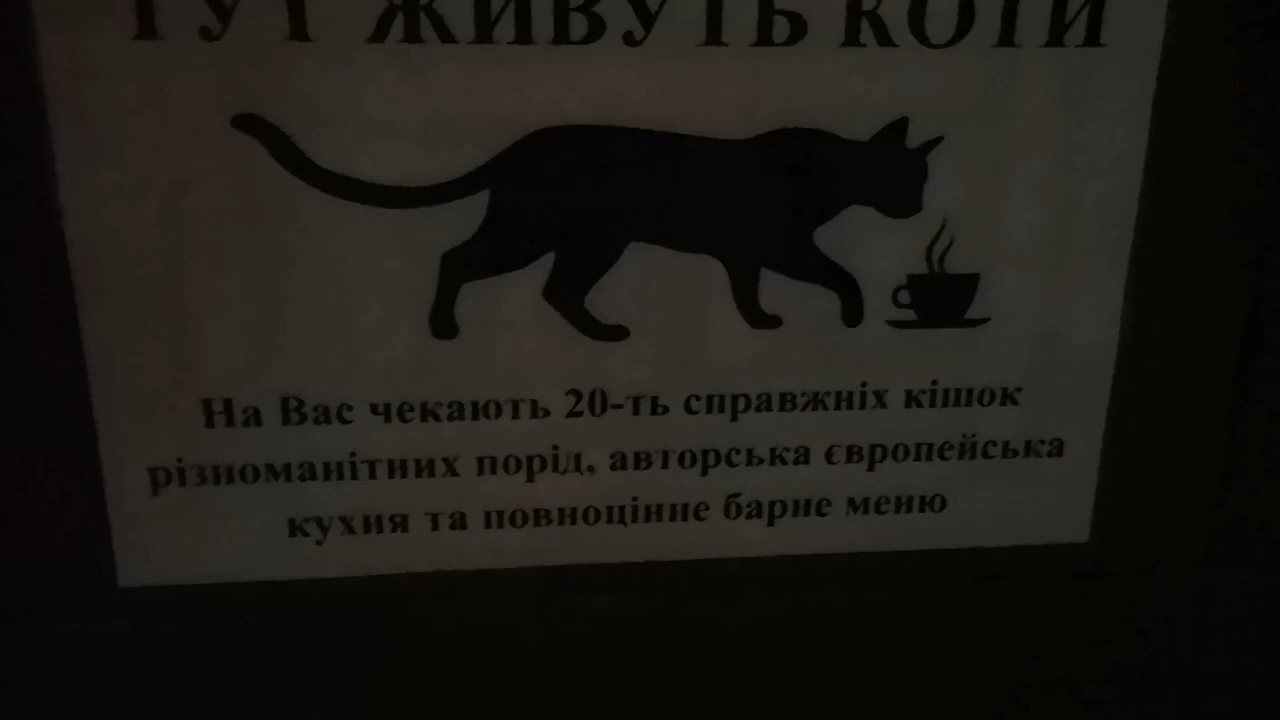 ТУТ ЖИВУТЬ КОТИ
На Вас чекають 20-ть справжніх кішок
різноманітних порід, авторська європейська
кухня та повноцінне барне меню